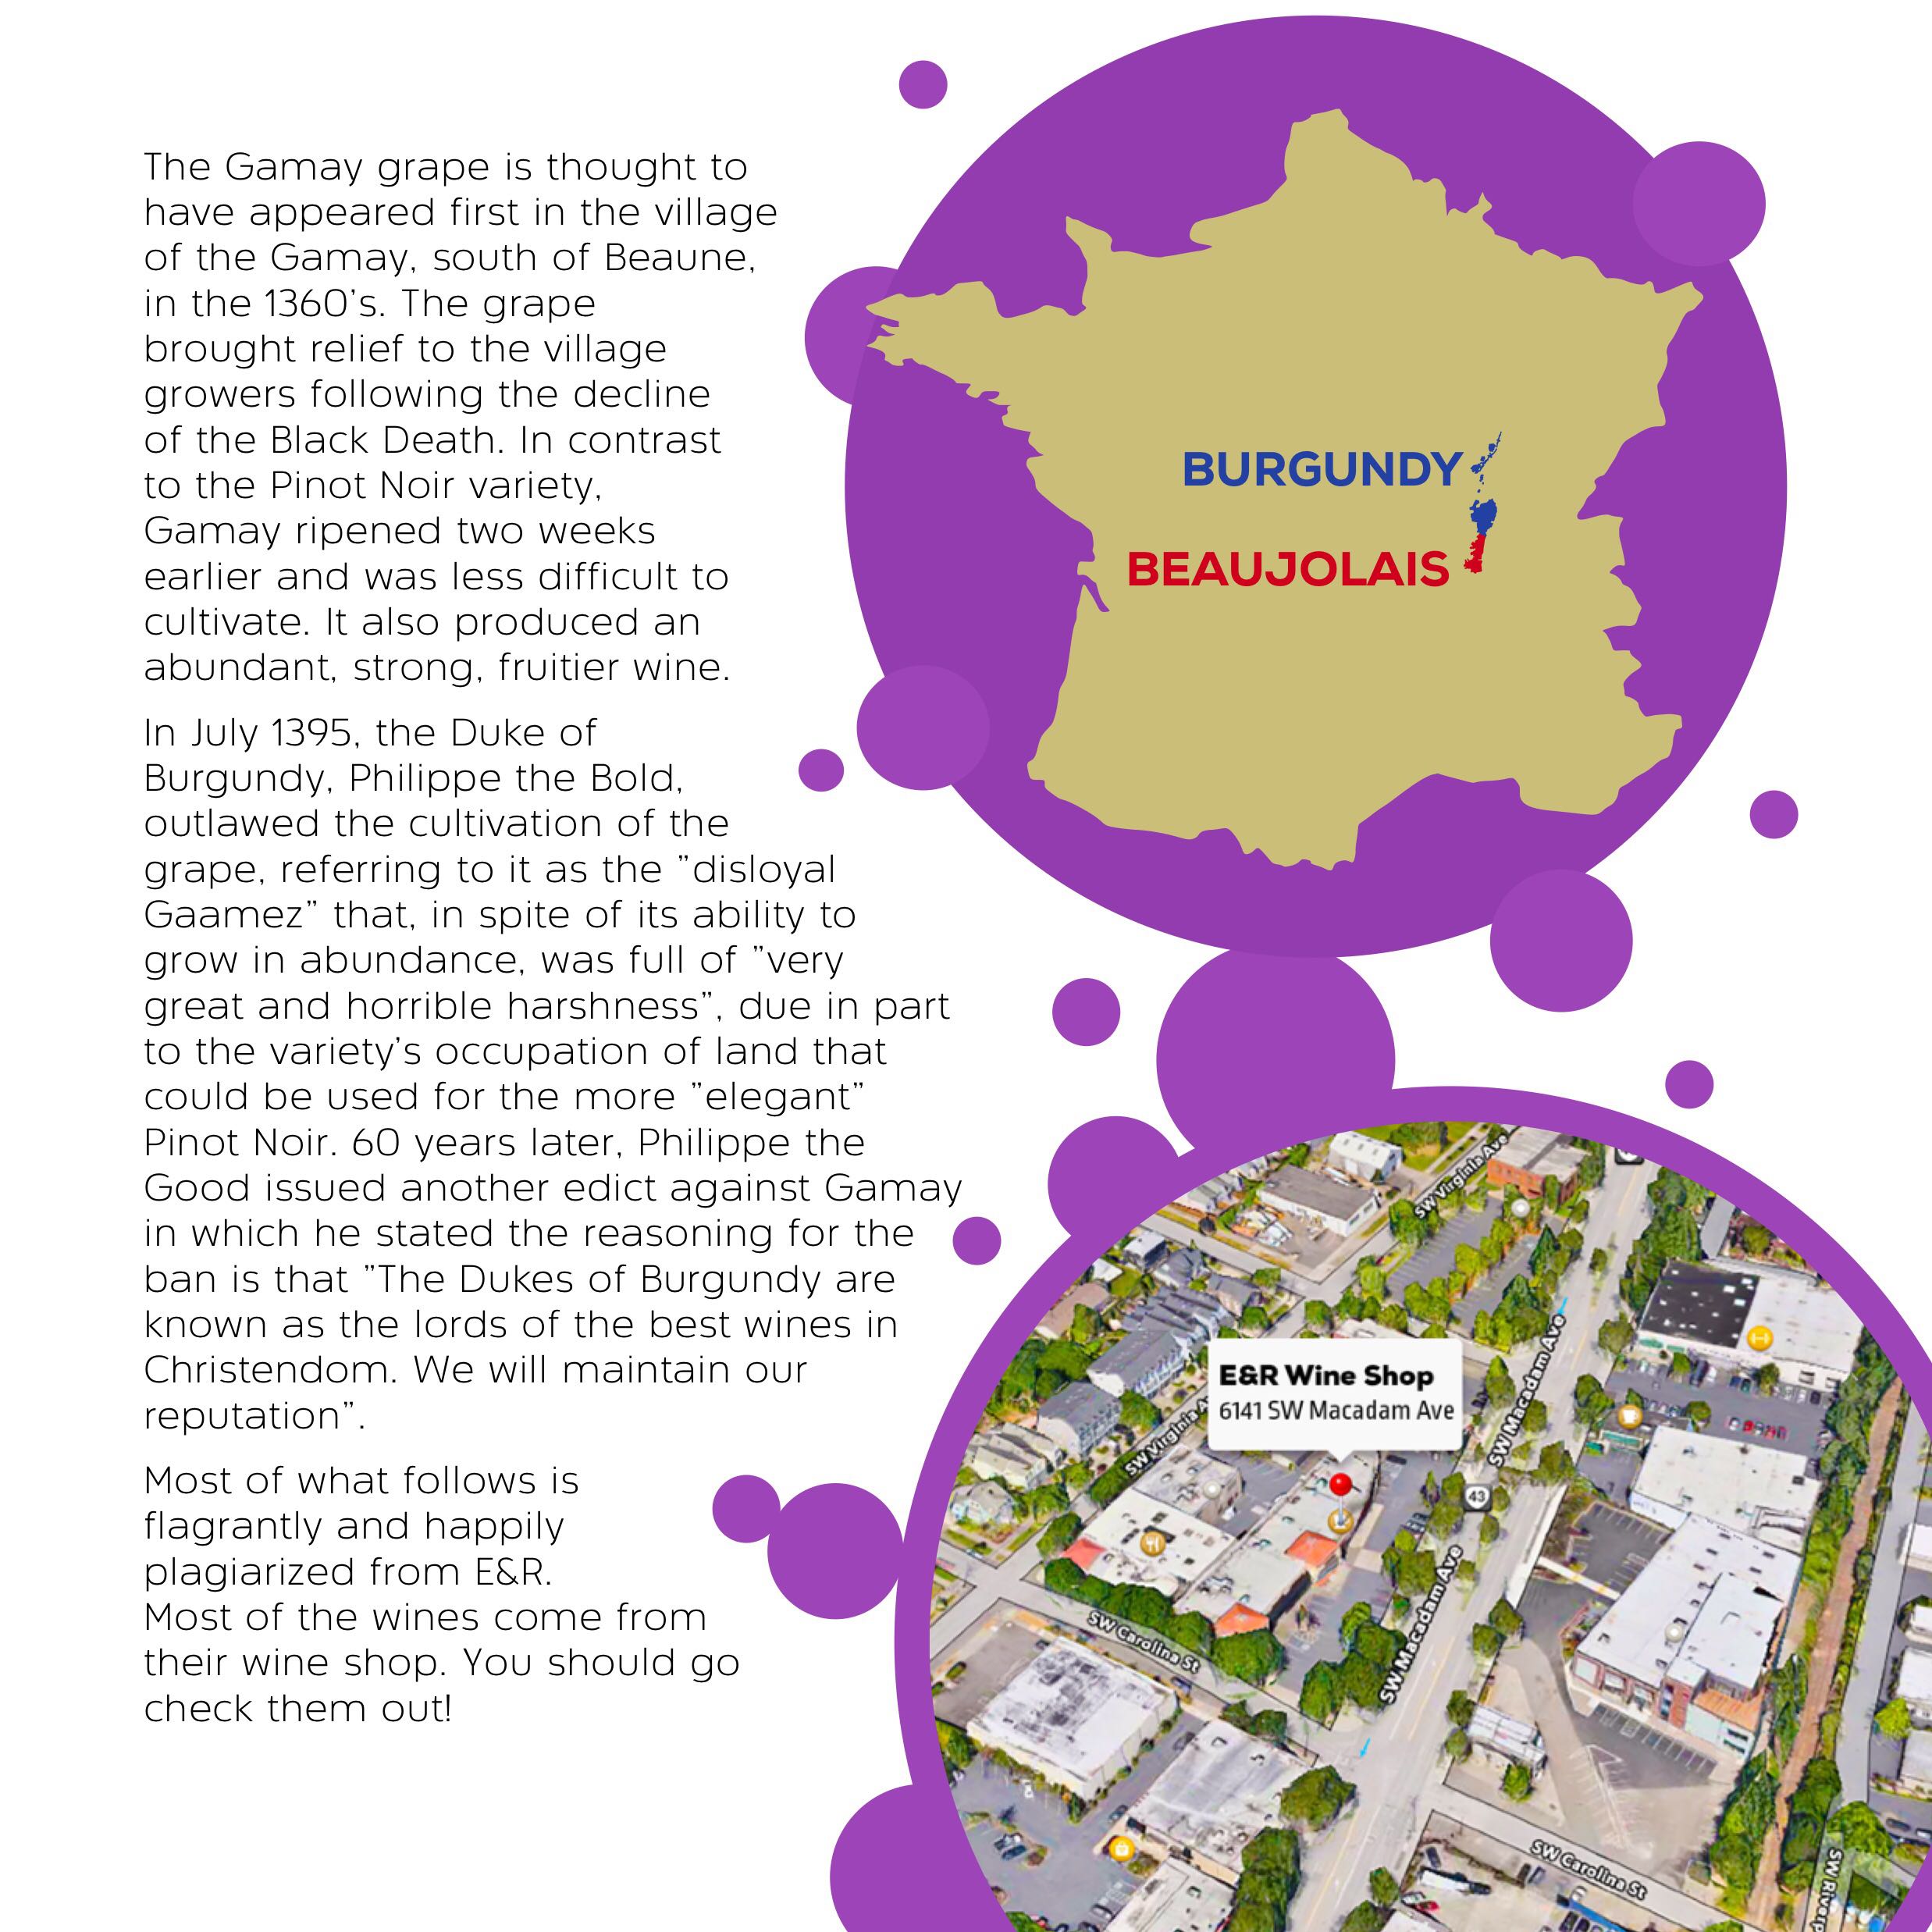 The Gamay grape is thought to
have appeared first in the village
of the Gamay, south of Beaune,
in the 1360's. The grape
brought relief to the village
growers following the decline
of the Black Death. In contrast
to the Pinot Noir variety,
Gamay ripened two weeks
earlier and was less difficult to
cultivate. It also produced an
abundant, strong, fruitier wine.
In July 1395, the Duke of
Burgundy, Philippe the Bold,
outlawed the cultivation of the
grape, referring to it as the "disloyal
Gaamez" that, in spite of its ability to
grow in abundance, was full of "very
great and horrible harshness", due in part
to the variety's occupation of land that
could be used for the more "elegant"
Pinot Noir. 60 years later, Philippe the
Good issued another edict against Gamay
in which he stated the reasoning for the
ban is that "The Dukes of Burgundy are
known as the lords of the best wines in
Christendom. We will maintain our
reputation".
Most of what follows is
flagrantly and happily
plagiarized from E&R.
Most of the wines come from
their wine shop. You should go
check them out!
BURGUNDY
BEAUJOLAIS
SW Virginia Ave
E&R Wine Shop
6141 SW Macadam Ave
SW Macadam Ave
SW Virginia A
43
SW Macadam Ave
SW Carolina St
SW Carolina St
SW River